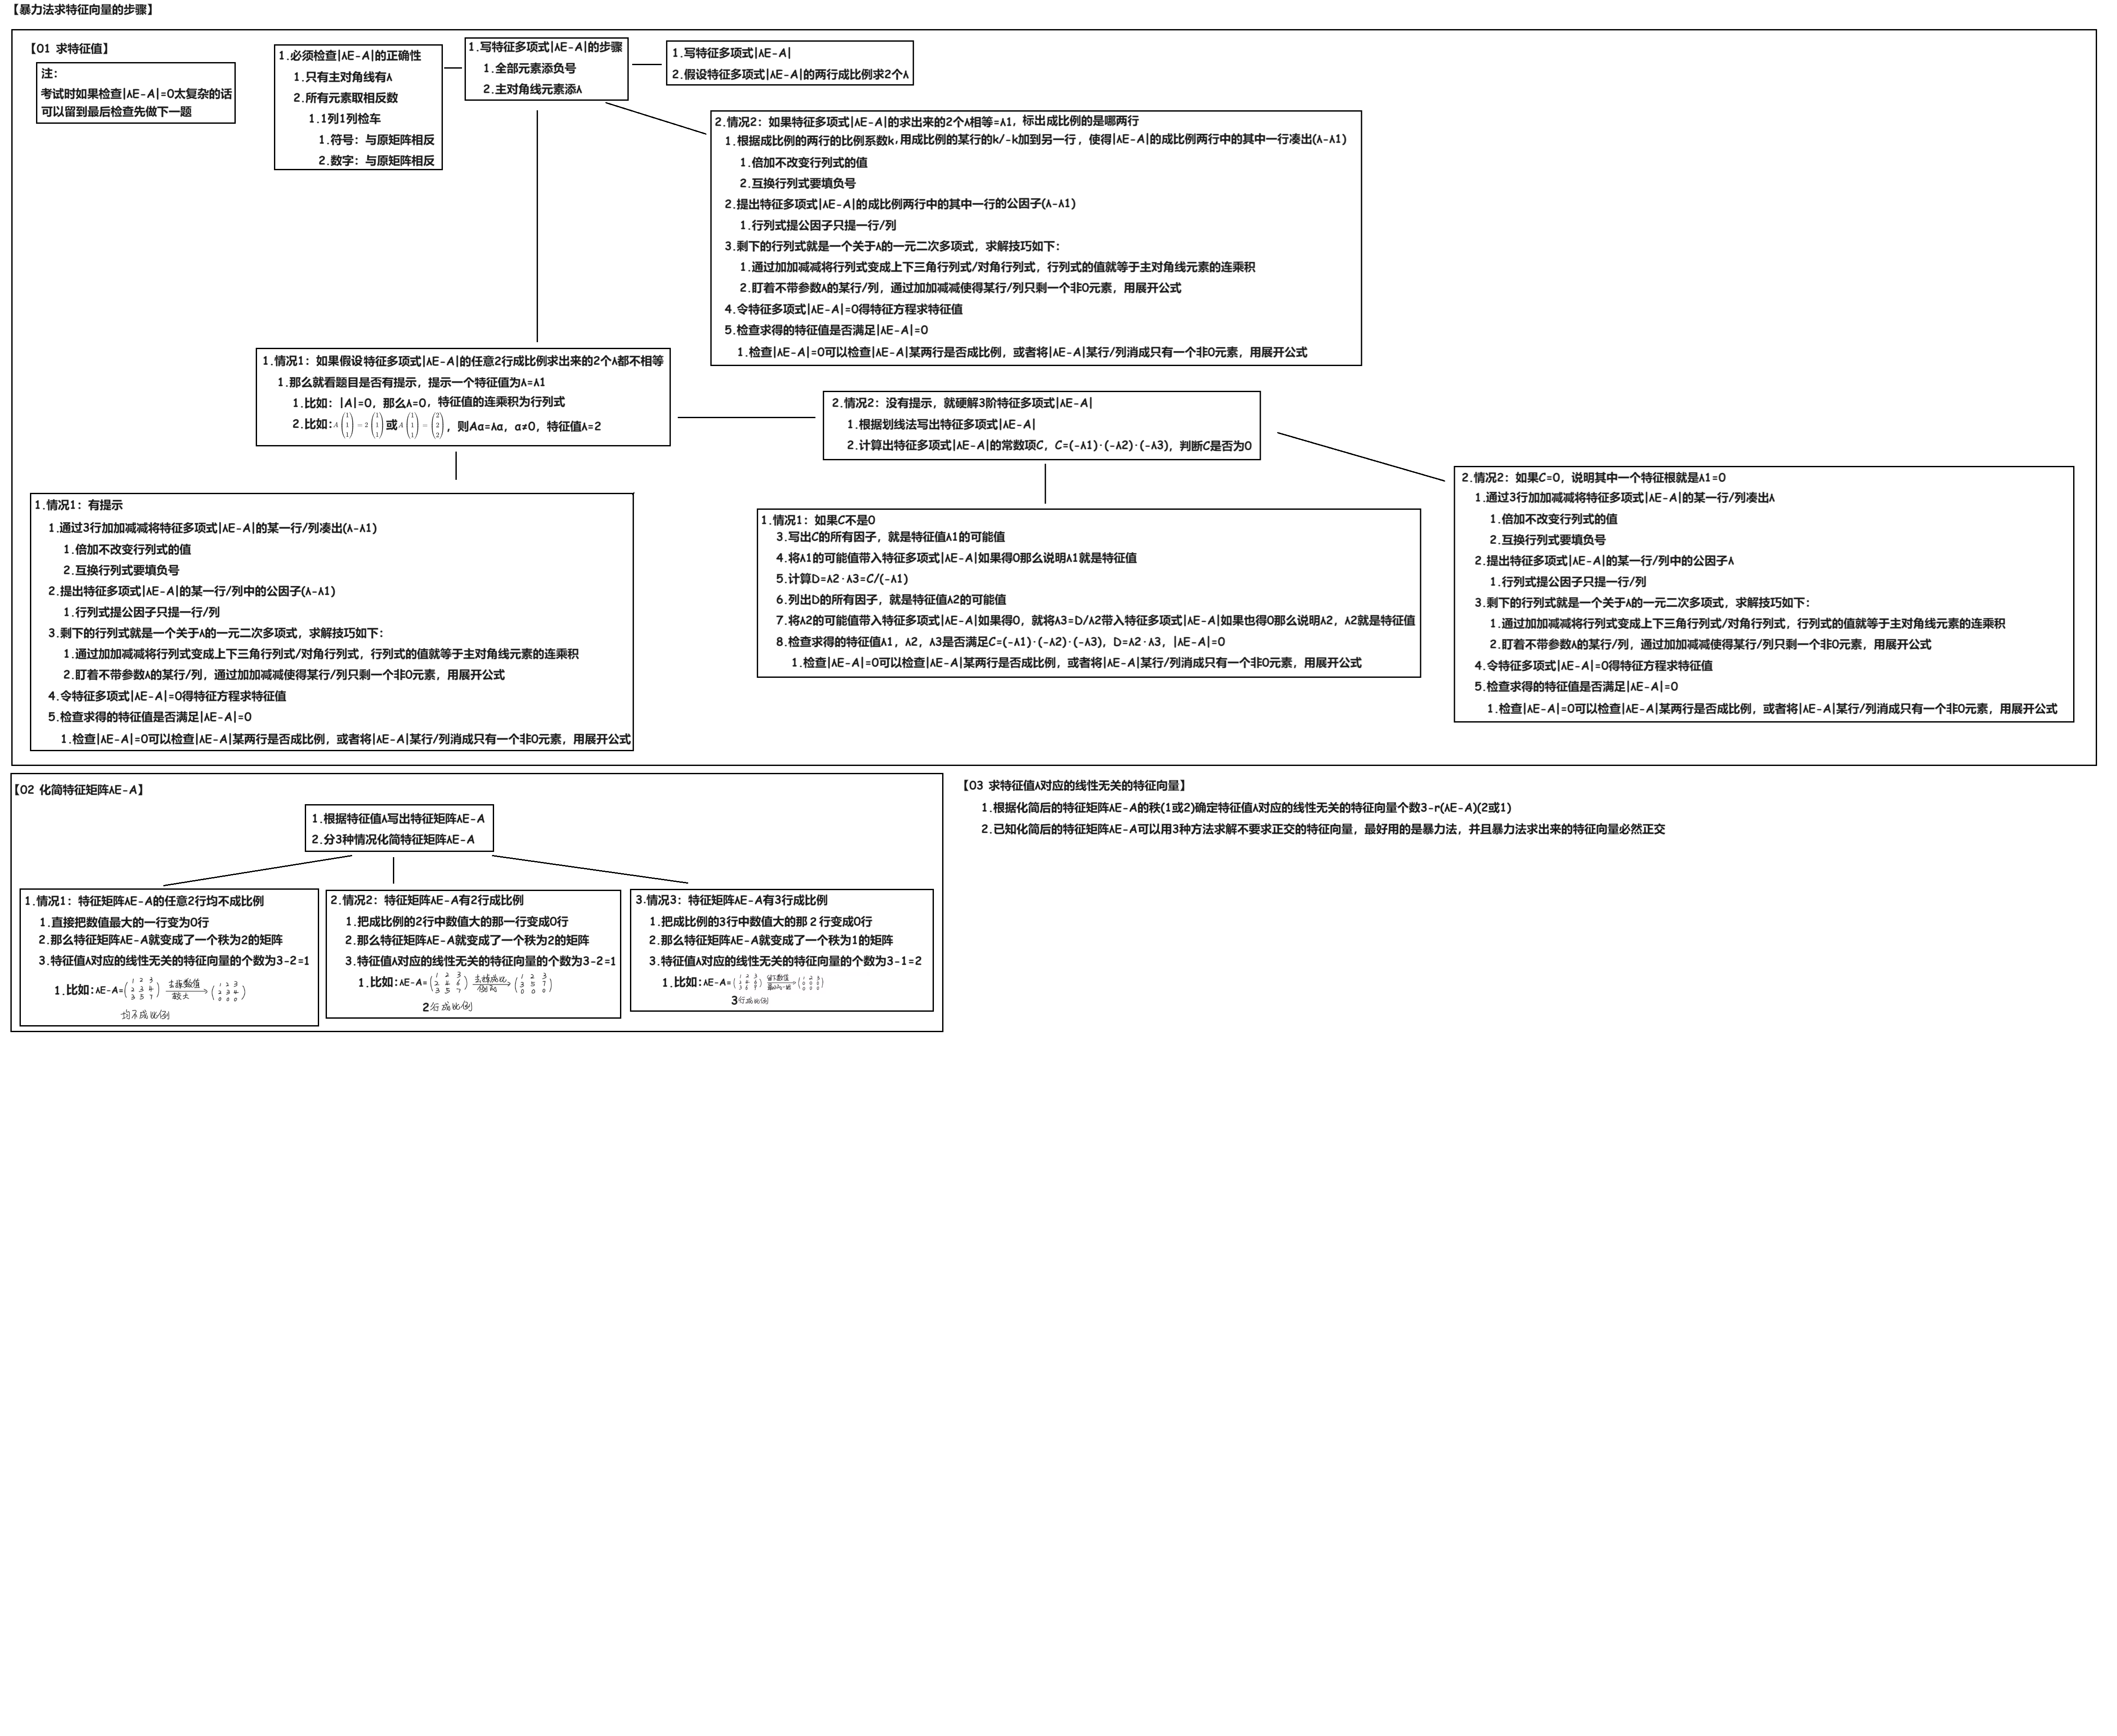 【暴力法求特征向量的步骤】
【01 求特征值】
注:
考试时如果检查|λE-A|=0太复杂的话
可以留到最后检查先做下一题
1.必须检查|λE-A|的正确性
1.只有主对角线有λ
2.所有元素取相反数
1.1列1列检车
1.符号：与原矩阵相反
2.数字：与原矩阵相反
1.写特征多项式|λE-A|的步骤
1.全部元素添负号
2.主对角线元素添λ
1.写特征多项式|λE-A|
2.假设特征多项式|λE-A|的两行成比例求2个λ
2.情况2：如果特征多项式|λE-A|的求出来的2个λ相等=λ1，标出成比例的是哪两行
1.根据成比例的两行的比例系数k,用成比例的某行的k/-k加到另一行，使得|λE-A|的成比例两行中的其中一行凑出(λ-λ1)
1.倍加不改变行列式的值
2.互换行列式要填负号
2.提出特征多项式|λE-A|的成比例两行中的其中一行的公因子(λ-λ1)
1.行列式提公因子只提一行/列
3.剩下的行列式就是一个关于λ的一元二次多项式，求解技巧如下：
1.通过加加减减将行列式变成上下三角行列式/对角行列式，行列式的值就等于主对角线元素的连乘积
2.盯着不带参数λ的某行/列，通过加加减减使得某行/列只剩一个非0元素，用展开公式
4.令特征多项式|λE-A|=0得特征方程求特征值
5.检查求得的特征值是否满足|λE-A|=0
1.检查|λE-A|=0可以检查|λE-A|某两行是否成比例，或者将|λE-A|某行/列消成只有一个非0元素，用展开公式
1.情况1：如果假设特征多项式|λE-A|的任意2行成比例求出来的2个λ都不相等
1.那么就看题目是否有提示，提示一个特征值为λ=λ1
1.比如：|A|=0，那么λ=0，特征值的连乘积为行列式
2.比如:A(1 1 1)=2(1 1 1)或A(1 1 1)=(2 2 2)，则Aα=λα，α≠0，特征值λ=2
2.情况2：没有提示，就硬解3阶特征多项式|λE-A|
1.根据划线法写出特征多项式|λE-A|
2.计算出特征多项式|λE-A|的常数项C，C=(-λ1)·(-λ2)·(-λ3)，判断C是否为0
1.情况1：有提示
1.通过3行加加减减将特征多项式|λE-A|的某一行/列凑出(λ-λ1)
1.倍加不改变行列式的值
2.互换行列式要填负号
2.提出特征多项式|λE-A|的某一行/列中的公因子(λ-λ1)
1.行列式提公因子只提一行/列
3.剩下的行列式就是一个关于λ的一元二次多项式，求解技巧如下：
1.通过加加减减将行列式变成上下三角行列式/对角行列式，行列式的值就等于主对角线元素的连乘积
2.盯着不带参数λ的某行/列，通过加加减减使得某行/列只剩一个非0元素，用展开公式
4.令特征多项式|λE-A|=0得特征方程求特征值
5.检查求得的特征值是否满足|λE-A|=0
1.检查|λE-A|=0可以检查|λE-A|某两行是否成比例，或者将|λE-A|某行/列消成只有一个非0元素，用展开公式
1.情况1：如果C不是0
3.写出C的所有因子，就是特征值λ1的可能值
4.将λ1的可能值带入特征多项式|λE-A|如果得0那么说明λ1就是特征值
5.计算D=λ2·λ3=C/(-λ1)
6.列出D的所有因子，就是特征值λ2的可能值
7.将λ2的可能值带入特征多项式|λE-A|如果得0，就将λ3=D/λ2带入特征多项式|λE-A|如果也得0那么说明λ2，λ2就是特征值
8.检查求得的特征值λ1，λ2，λ3是否满足C=(-λ1)·(-λ2)·(-λ3)，D=λ2·λ3，|λE-A|=0
1.检查|λE-A|=0可以检查|λE-A|某两行是否成比例，或者将|λE-A|某行/列消成只有一个非0元素，用展开公式
2.情况2：如果C=0，说明其中一个特征根就是λ1=0
1.通过3行加加减减将特征多项式|λE-A|的某一行/列凑出λ
1.倍加不改变行列式的值
2.互换行列式要填负号
2.提出特征多项式|λE-A|的某一行/列中的公因子λ
1.行列式提公因子只提一行/列
3.剩下的行列式就是一个关于λ的一元二次多项式，求解技巧如下：
1.通过加加减减将行列式变成上下三角行列式/对角行列式，行列式的值就等于主对角线元素的连乘积
2.盯着不带参数λ的某行/列，通过加加减减使得某行/列只剩一个非0元素，用展开公式
4.令特征多项式|λE-A|=0得特征方程求特征值
5.检查求得的特征值是否满足|λE-A|=0
1.检查|λE-A|=0可以检查|λE-A|某两行是否成比例，或者将|λE-A|某行/列消成只有一个非0元素，用展开公式
【02 化简特征矩阵λE-A】
1.根据特征值λ写出特征矩阵λE-A
2.分3种情况化简特征矩阵λE-A
1.情况1：特征矩阵λE-A的任意2行均不成比例
1.直接把数值最大的一行变为0行
2.那么特征矩阵λE-A就变成了一个秩为2的矩阵
3.特征值λ对应的线性无关的特征向量的个数为3-2=1
1.比如:λE-A=
1 2 3 去掉数值 1 2 3
2 3 4 较大 2 3 4
3 5 7 0 0 0
均不成比例
2.情况2：特征矩阵λE-A有2行成比例
1.把成比例的2行中数值大的那一行变成0行
2.那么特征矩阵λE-A就变成了一个秩为2的矩阵
3.特征值λ对应的线性无关的特征向量的个数为3-2=1
1.比如:λE-A=
1 2 3 去掉成比 1 2 3
2 4 6 3 5 7
3 5 7 0 0 0
2行成比例
3.情况3：特征矩阵λE-A有3行成比例
1.把成比例的3行中数值大的那 2 行变成0行
2.那么特征矩阵λE-A就变成了一个秩为1的矩阵
3.特征值λ对应的线性无关的特征向量的个数为3-1=2
1.比如:λE-A=
1 2 3 留下数值 1 2 3
2 4 6 0 0 0
3 6 9 0 0 0
3行成比例
【03 求特征值λ对应的线性无关的特征向量】
1.根据化简后的特征矩阵λE-A的秩(1或2)确定特征值λ对应的线性无关的特征向量个数3-r(λE-A)(2或1)
2.已知化简后的特征矩阵λE-A可以用3种方法求解不要求正交的特征向量，最好用的是暴力法，并且暴力法求出来的特征向量必然正交